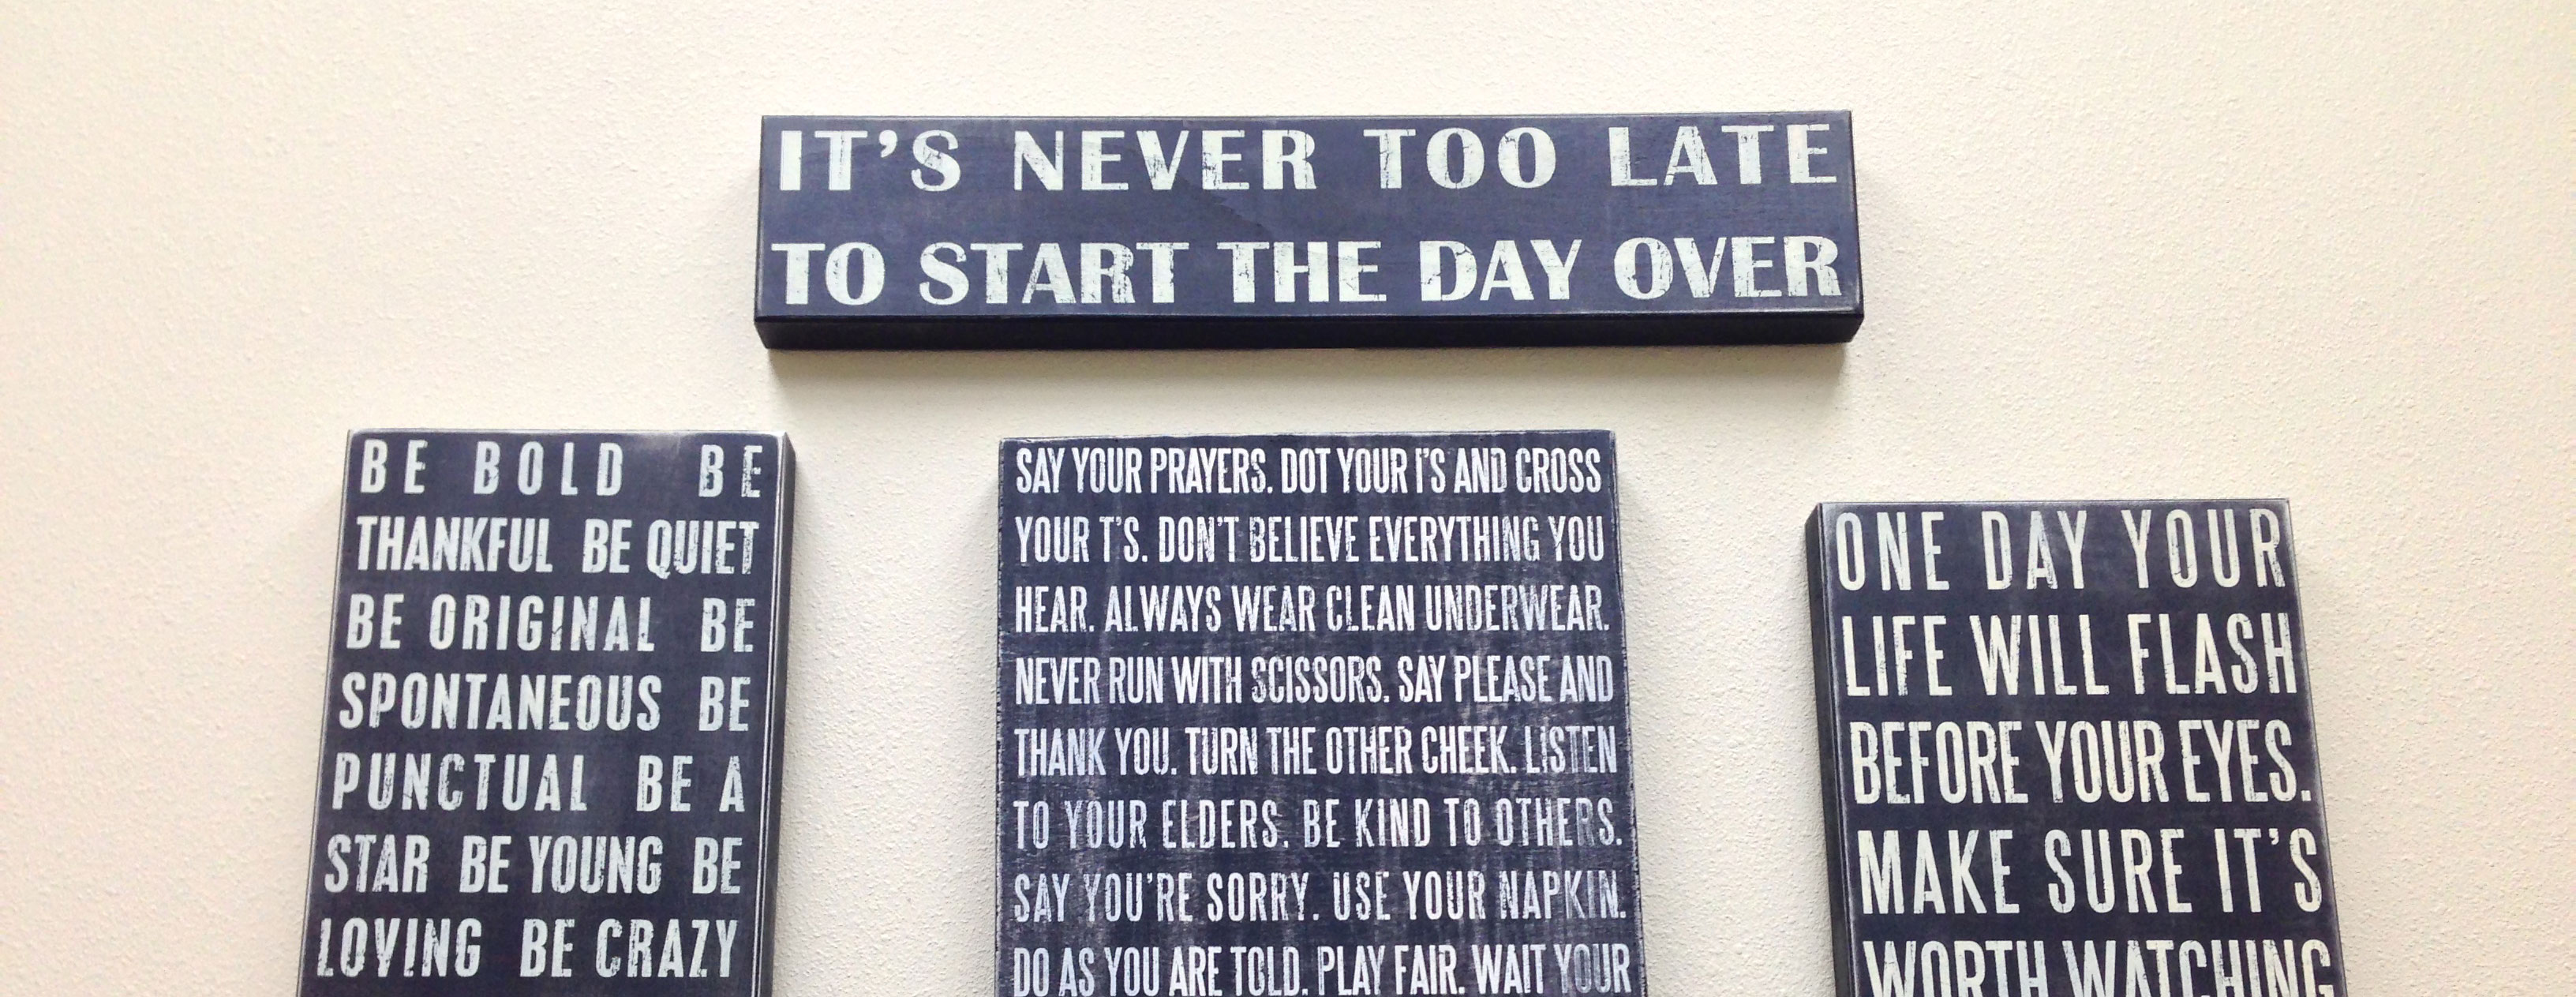 IT'S NEVER TOO LATE
TO START THE DAY OVER
BE BOLD BE
THANKFUL BE QUIET
BE ORIGINAL BE
SPONTANEOUS BE
PUNCTUAL BE A
STAR BE YOUNG BE
LOVING BE CRAZY
SAY YOUR PRAYERS. DOT YOUR I'S AND CROSS
YOUR T'S. DON'T BELIEVE EVERYTHING YOU
HEAR. ALWAYS WEAR CLEAN UNDERWEAR.
NEVER RUN WITH SCISSORS. SAY PLEASE AND
THANK YOU. TURN THE OTHER CHEEK. LISTEN
TO YOUR ELDERS. BE KIND TO OTHERS.
SAY YOU'RE SORRY. USE YOUR NAPKIN.
DO AS YOU ARE TOLD. PLAY FAIR. WAIT YOUR
ONE DAY YOUR
LIFE WILL FLASH
BEFORE YOUR EYES.
MAKE SURE IT'S
WORTH WATCHING